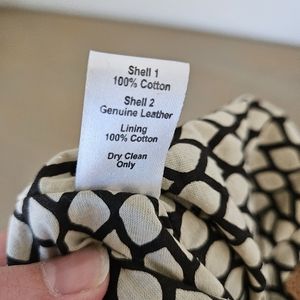 Shell 1
100% Cotton
Shell 2
Genuine Leather
Lining
100% Cotton
Dry Clean
Only